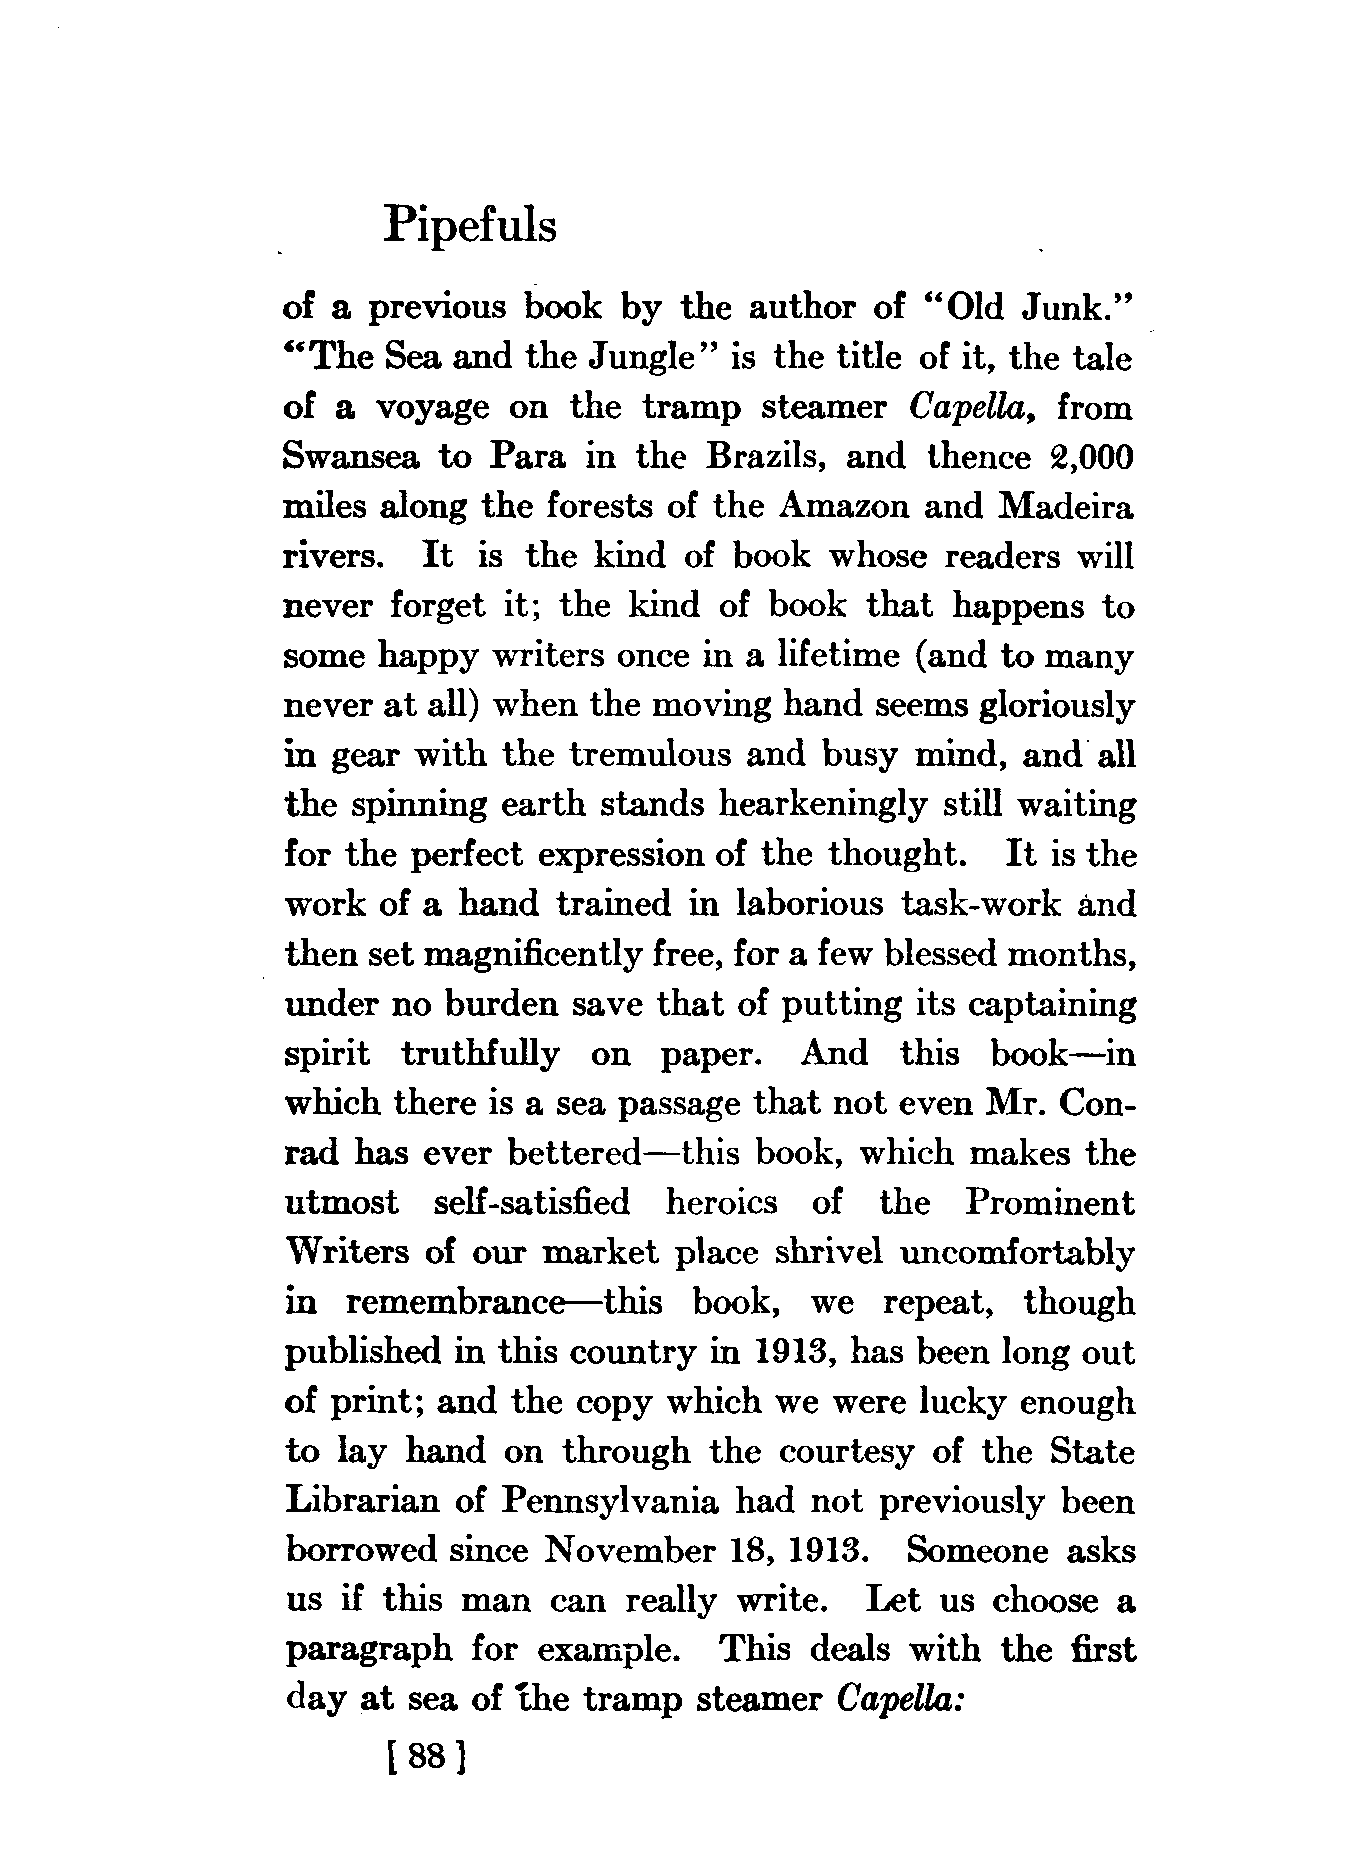 Pipefuls
of a previous book by the author of “Old Junk.”
“The Sea and the Jungle” is the title of it, the tale
of a voyage on the tramp steamer Capella, from
Swansea to Para in the Brazils, and thence 2,000
miles along the forests of the Amazon and Madeira
rivers. It is the kind of book whose readers will
never forget it; the kind of book that happens to
some happy writers once in a lifetime (and to many
never at all) when the moving hand seems gloriously
in gear with the tremulous and busy mind, and all
the spinning earth stands hearkeningly still waiting
for the perfect expression of the thought. It is the
work of a hand trained in laborious task-work and
then set magnificently free, for a few blessed months,
under no burden save that of putting its captaining
spirit truthfully on paper. And this book—in
which there is a sea passage that not even Mr. Con-
rad has ever bettered—this book, which makes the
utmost self-satisfied heroics of the Prominent
Writers of our market place shrivel uncomfortably
in remembrance—this book, we repeat, though
published in this country in 1913, has been long out
of print; and the copy which we were lucky enough
to lay hand on through the courtesy of the State
Librarian of Pennsylvania had not previously been
borrowed since November 18, 1913. Someone asks
us if this man can really write. Let us choose a
paragraph for example. This deals with the first
day at sea of the tramp steamer Capella:
[ 88 ]